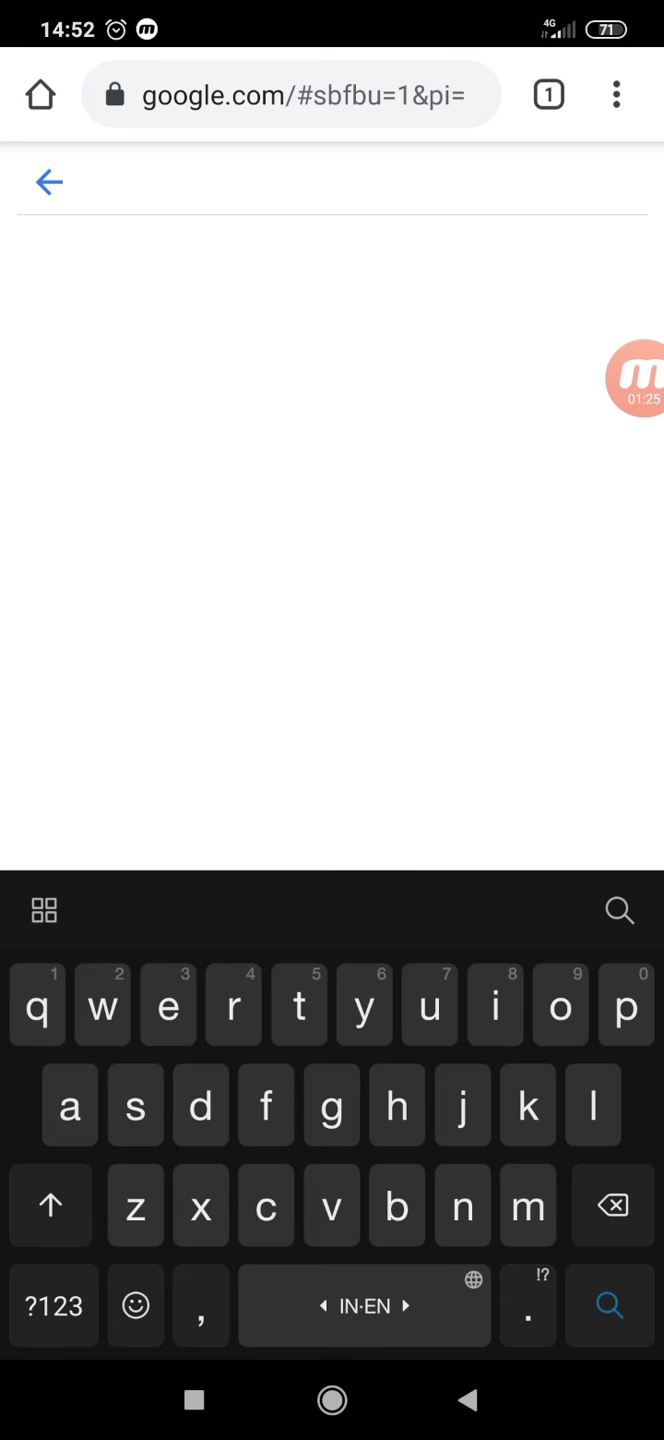 14:52 m 4G 71
google.com/#sbfbu=1&pi= 1
m
01:25
1 2 3 4 5 6 7 8 9 0
q w e r t y u i o p
a s d f g h j k l
z x c v b n m
!?
?123 , IN·EN .